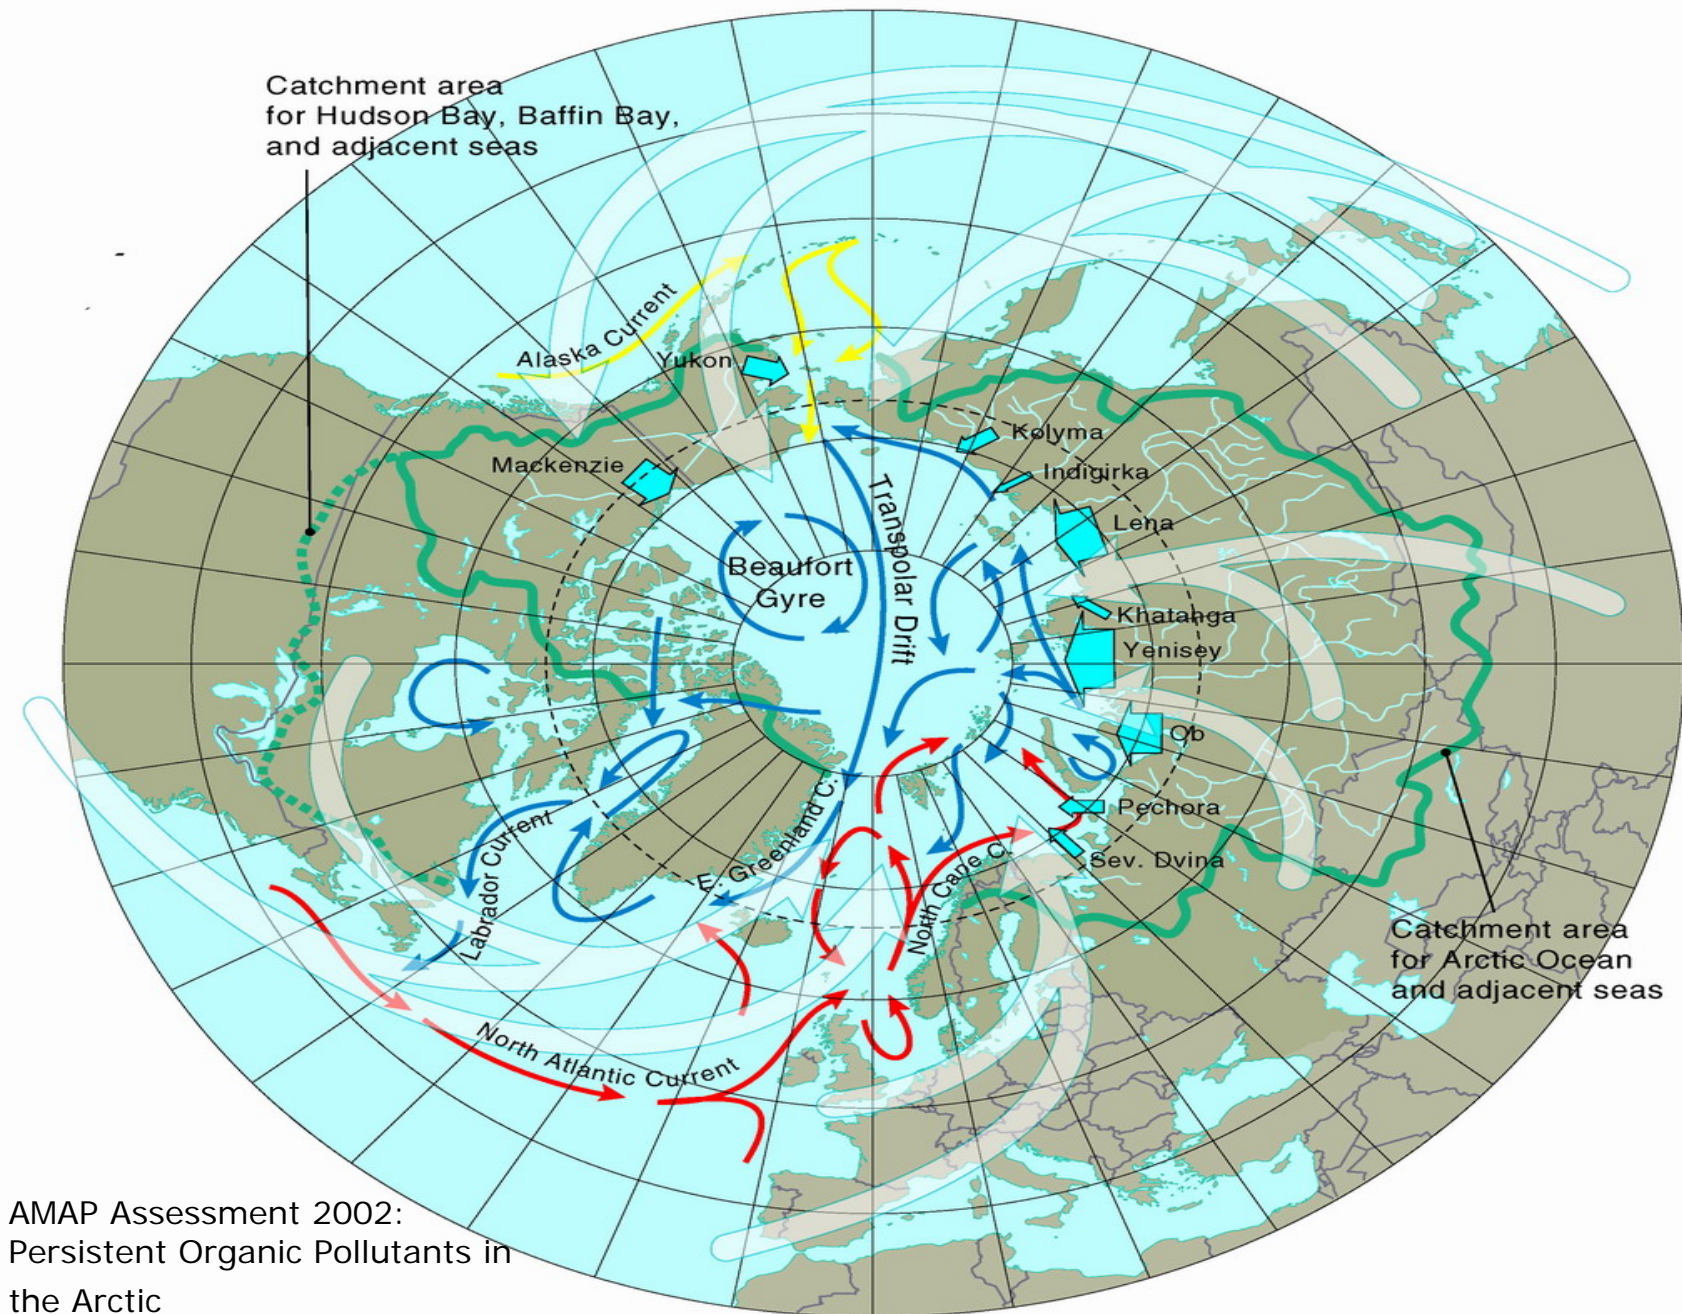 Catchment area
for Hudson Bay, Baffin Bay,
and adjacent seas
Alaska Current
Yukon
Mackenzie
Kolyma
Indigirka
Lena
Khatanga
Yenisey
Ob
Pechora
Sev. Dvina
Transpolar Drift
Beaufort
Gyre
E. Greenland C.
Labrador Current
North Cape C.
North Atlantic Current
Catchment area
for Arctic Ocean
and adjacent seas
AMAP Assessment 2002:
Persistent Organic Pollutants in
the Arctic